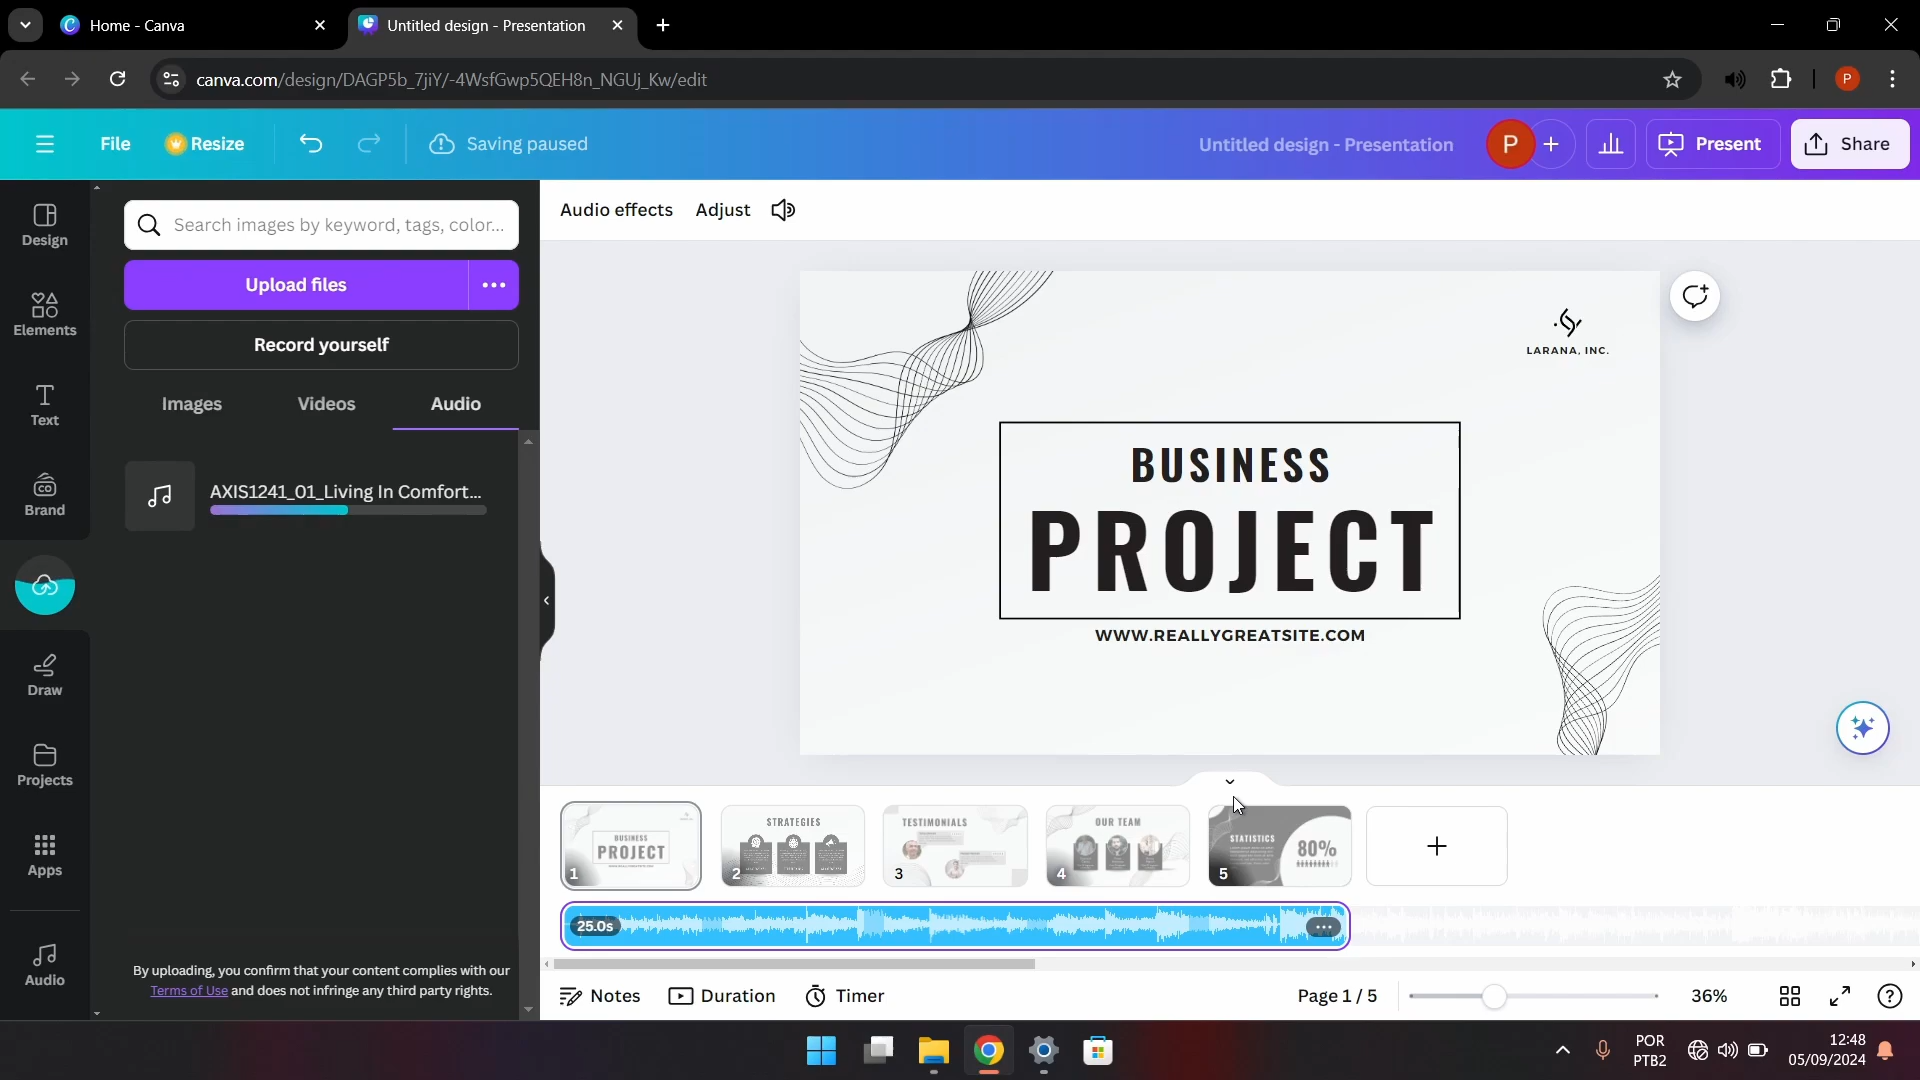 Home - Canva
Untitled design - Presentation
canva.com/design/DAGP5b_7jiY/-4WsfGwp5QEH8n_NGUj_Kw/edit
P
File
Resize
Saving paused
Untitled design - Presentation
P
Present
Share
Design
Elements
Text
Brand
Draw
Projects
Apps
Audio
Search images by keyword, tags, color...
Upload files
Record yourself
Images
Videos
Audio
AXIS1241_01_Living In Comfort...
By uploading, you confirm that your content complies with our
Terms of Use and does not infringe any third party rights.
Audio effects
Adjust
LARANA, INC.
BUSINESS
PROJECT
WWW.REALLYGREATSITE.COM
BUSINESS
PROJECT
1
STRATEGIES
2
TESTIMONIALS
3
OUR TEAM
4
STATISTICS
80%
5
25.0s
Notes
Duration
Timer
Page 1 / 5
36%
POR
PTB2
12:48
05/09/2024